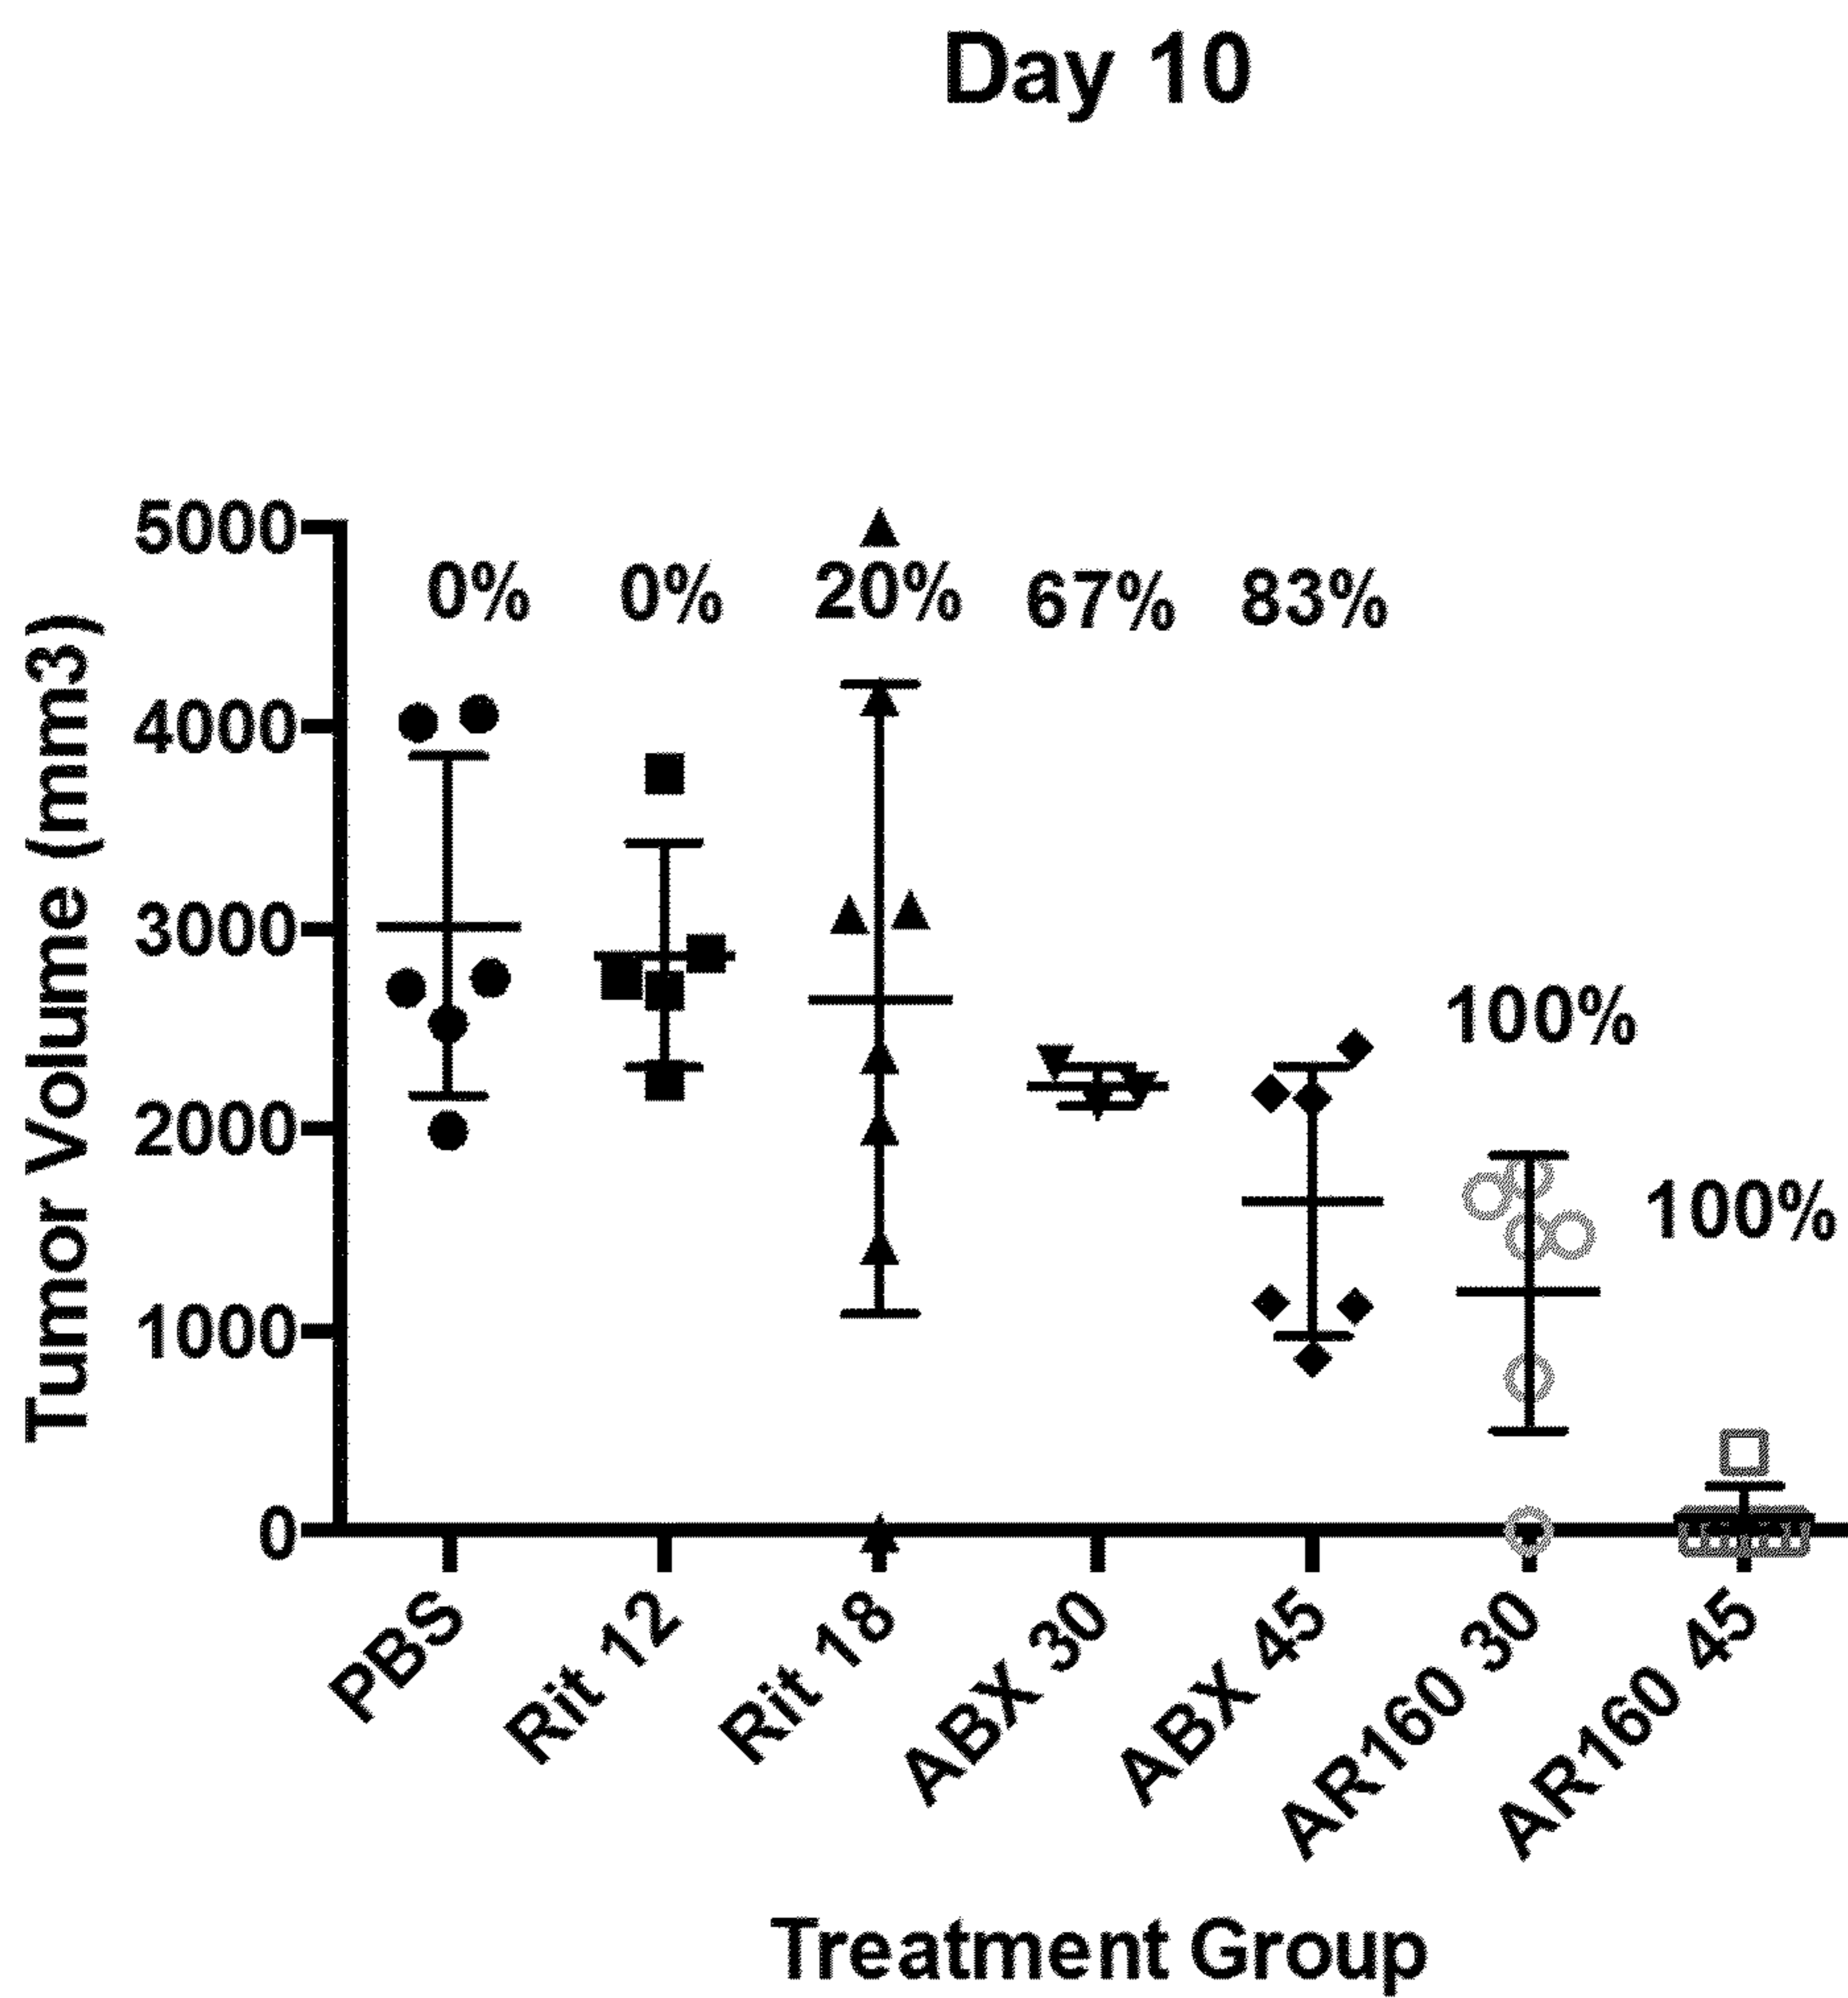 Day 10
Tumor Volume (mm3)
5000
4000
3000
2000
1000
0
0%
0%
20%
67%
83%
100%
100%
PBS
Rit 12
Rit 18
ABX 30
ABX 45
AR160 30
AR160 45
Treatment Group